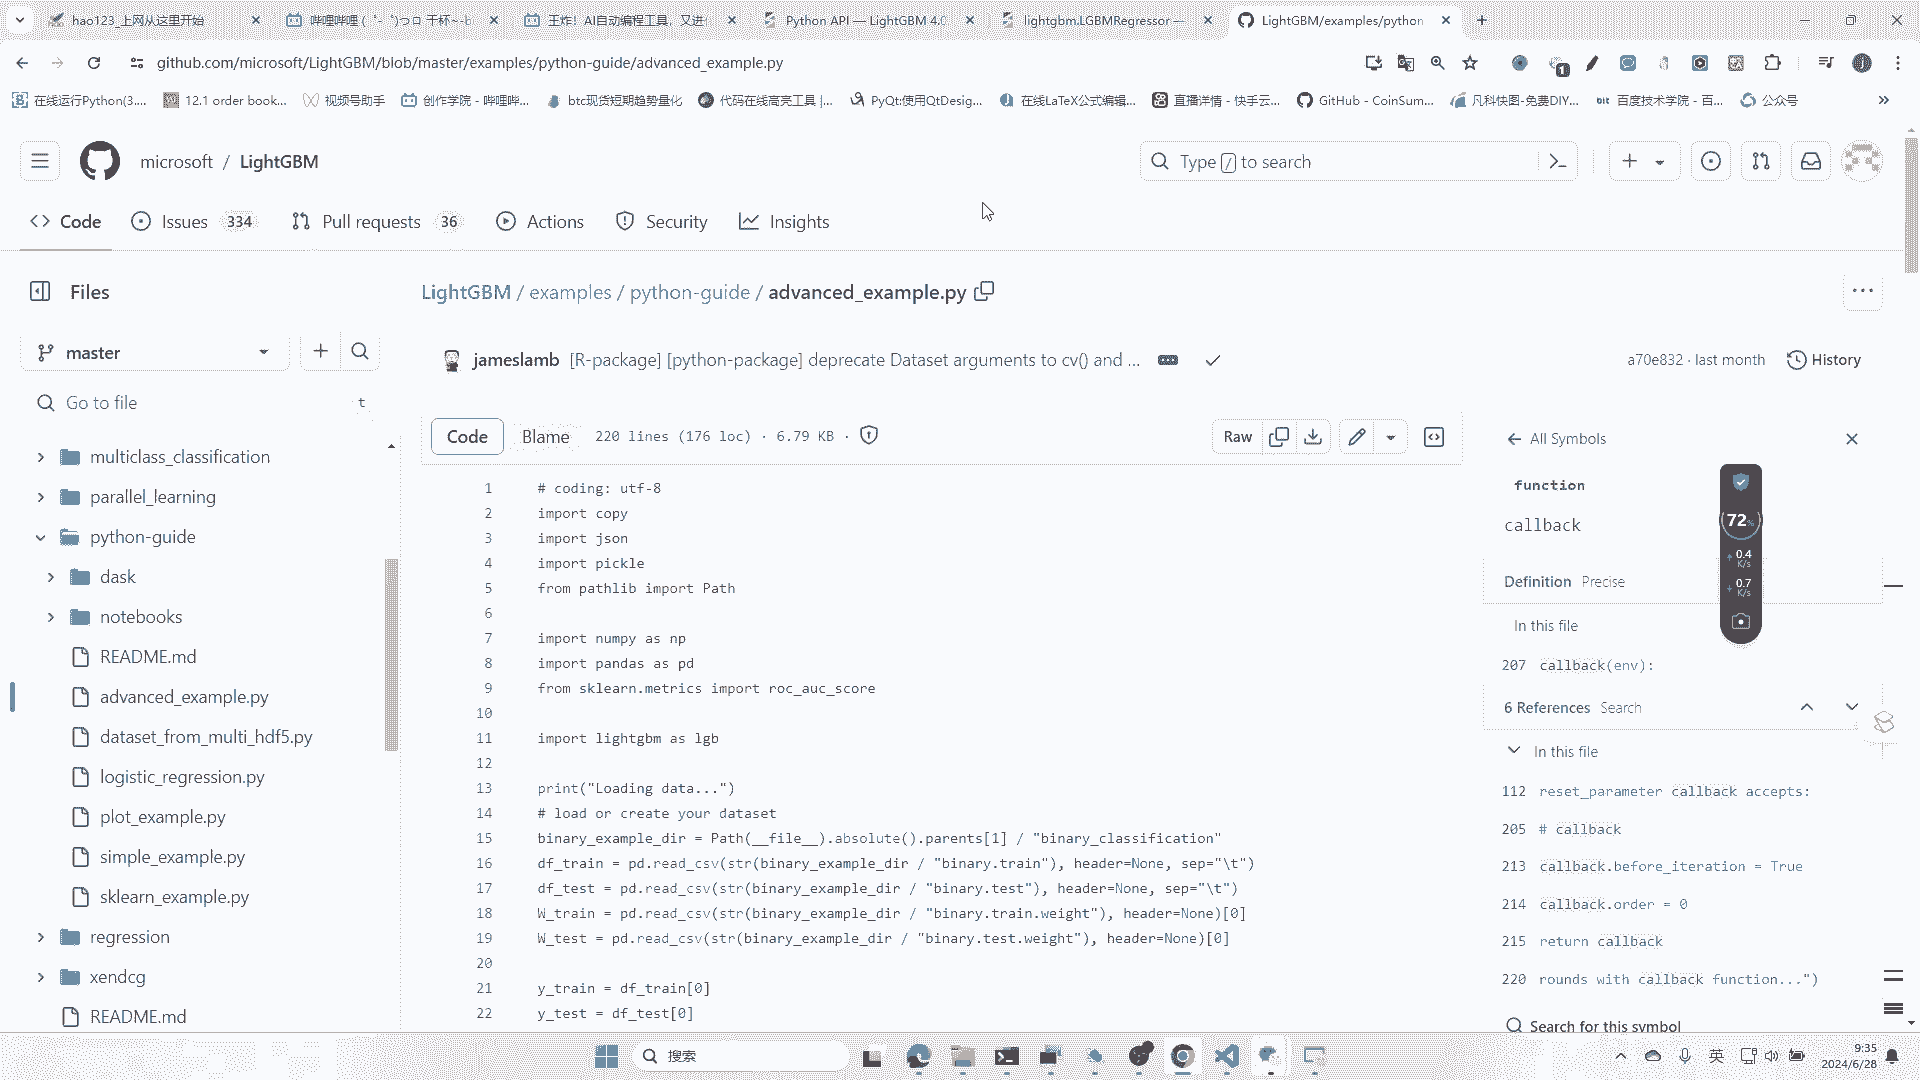 hao123_上网从这里开始
哔哩哔哩 (゜-゜)つロ 干杯~-b
王炸！AI自动编程工具，又进
Python API — LightGBM 4.0
lightgbm.LGBMRegressor —
LightGBM/examples/python
github.com/microsoft/LightGBM/blob/master/examples/python-guide/advanced_example.py
在线运行Python(3....
12.1 order book...
视频号助手
创作学院 - 哔哩哔...
btc现货短期趋势量化
代码在线高亮工具 |...
PyQt:使用QtDesig...
在线LaTeX公式编辑...
直播详情 - 快手云...
GitHub - CoinSum...
凡科快图-免费DIY...
百度技术学院 - 百...
公众号
microsoft / LightGBM
Type / to search
Code
Issues 334
Pull requests 36
Actions
Security
Insights
Files
LightGBM / examples / python-guide / advanced_example.py
master
jameslamb [R-package] [python-package] deprecate Dataset arguments to cv() and ...
a70e832 · last month
History
Go to file
t
Code
Blame
220 lines (176 loc) · 6.79 KB ·
Raw
multiclass_classification
parallel_learning
python-guide
dask
notebooks
README.md
advanced_example.py
dataset_from_multi_hdf5.py
logistic_regression.py
plot_example.py
simple_example.py
sklearn_example.py
regression
xendcg
README.md
1 # coding: utf-8
2 import copy
3 import json
4 import pickle
5 from pathlib import Path
6
7 import numpy as np
8 import pandas as pd
9 from sklearn.metrics import roc_auc_score
10
11 import lightgbm as lgb
12
13 print("Loading data...")
14 # load or create your dataset
15 binary_example_dir = Path(__file__).absolute().parents[1] / "binary_classification"
16 df_train = pd.read_csv(str(binary_example_dir / "binary.train"), header=None, sep="\t")
17 df_test = pd.read_csv(str(binary_example_dir / "binary.test"), header=None, sep="\t")
18 W_train = pd.read_csv(str(binary_example_dir / "binary.train.weight"), header=None)[0]
19 W_test = pd.read_csv(str(binary_example_dir / "binary.test.weight"), header=None)[0]
20
21 y_train = df_train[0]
22 y_test = df_test[0]
All Symbols
function
callback
Definition Precise
In this file
207 callback(env):
6 References Search
In this file
112 reset_parameter callback accepts:
205 # callback
213 callback.before_iteration = True
214 callback.order = 0
215 return callback
220 rounds with callback function...")
Search for this symbol
72%
0.4
K/s
0.7
K/s
搜索
英
9:35
2024/6/28